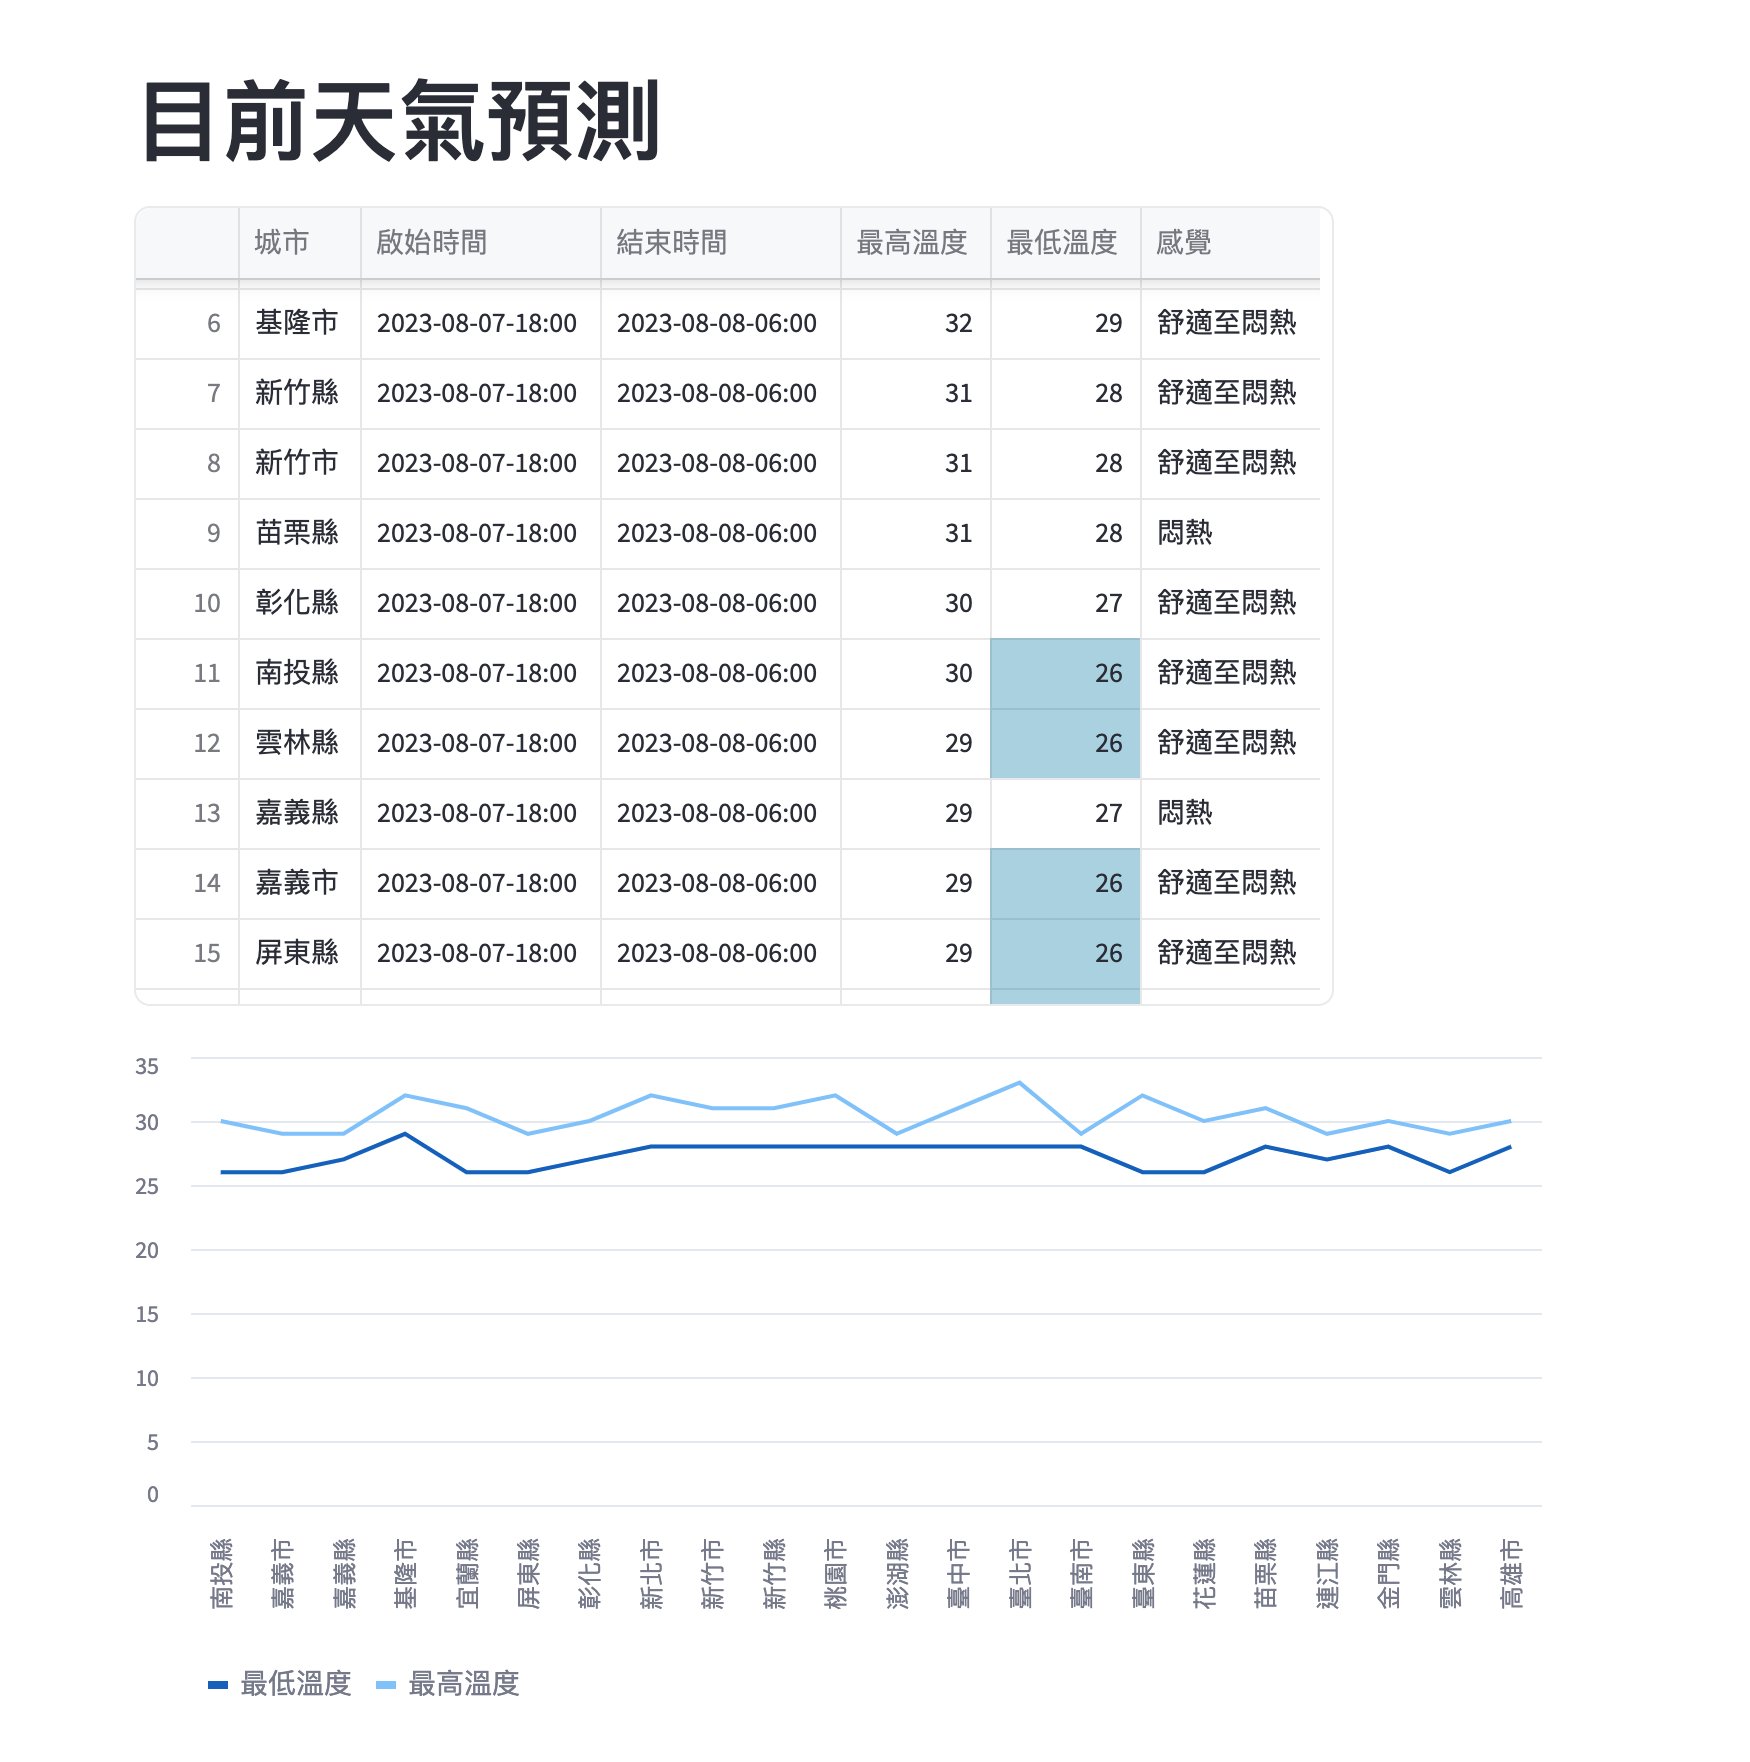 目前天氣預測
城市 啟始時間 結束時間 最高溫度 最低溫度 感覺
6 基隆市 2023-08-07-18:00 2023-08-08-06:00 32 29 舒適至悶熱
7 新竹縣 2023-08-07-18:00 2023-08-08-06:00 31 28 舒適至悶熱
8 新竹市 2023-08-07-18:00 2023-08-08-06:00 31 28 舒適至悶熱
9 苗栗縣 2023-08-07-18:00 2023-08-08-06:00 31 28 悶熱
10 彰化縣 2023-08-07-18:00 2023-08-08-06:00 30 27 舒適至悶熱
11 南投縣 2023-08-07-18:00 2023-08-08-06:00 30 26 舒適至悶熱
12 雲林縣 2023-08-07-18:00 2023-08-08-06:00 29 26 舒適至悶熱
13 嘉義縣 2023-08-07-18:00 2023-08-08-06:00 29 27 悶熱
14 嘉義市 2023-08-07-18:00 2023-08-08-06:00 29 26 舒適至悶熱
15 屏東縣 2023-08-07-18:00 2023-08-08-06:00 29 26 舒適至悶熱
35
30
25
20
15
10
5
0
南投縣
嘉義市
嘉義縣
基隆市
宜蘭縣
屏東縣
彰化縣
新北市
新竹市
新竹縣
桃園市
澎湖縣
臺中市
臺北市
臺南市
臺東縣
花蓮縣
苗栗縣
連江縣
金門縣
雲林縣
高雄市
最低溫度 最高溫度